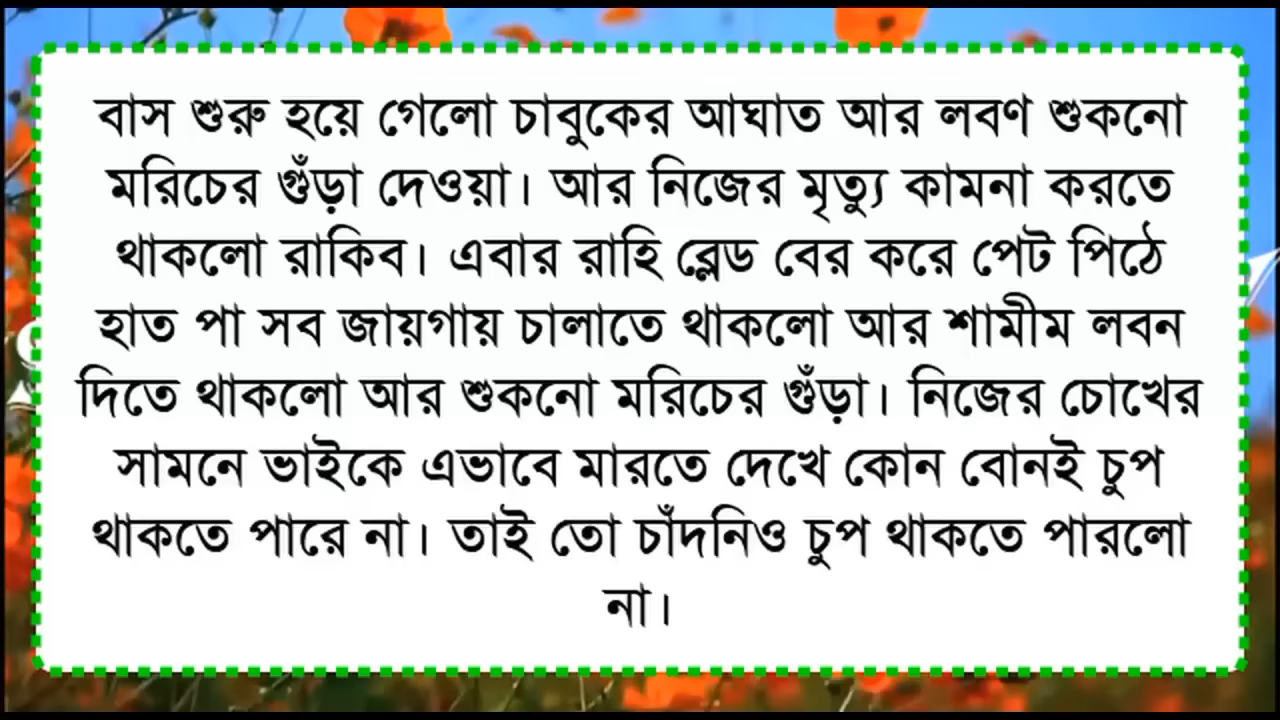 বাস শুরু হয়ে গেলো চাবুকের আঘাত আর লবণ শুকনো
মরিচের গুঁড়া দেওয়া। আর নিজের মৃত্যু কামনা করতে
থাকলো রাকিব। এবার রাহি ব্লেড বের করে পেট পিঠে
হাত পা সব জায়গায় চালাতে থাকলো আর শামীম লবন
দিতে থাকলো আর শুকনো মরিচের গুঁড়া। নিজের চোখের
সামনে ভাইকে এভাবে মারতে দেখে কোন বোনই চুপ
থাকতে পারে না। তাই তো চাঁদনিও চুপ থাকতে পারলো
না।